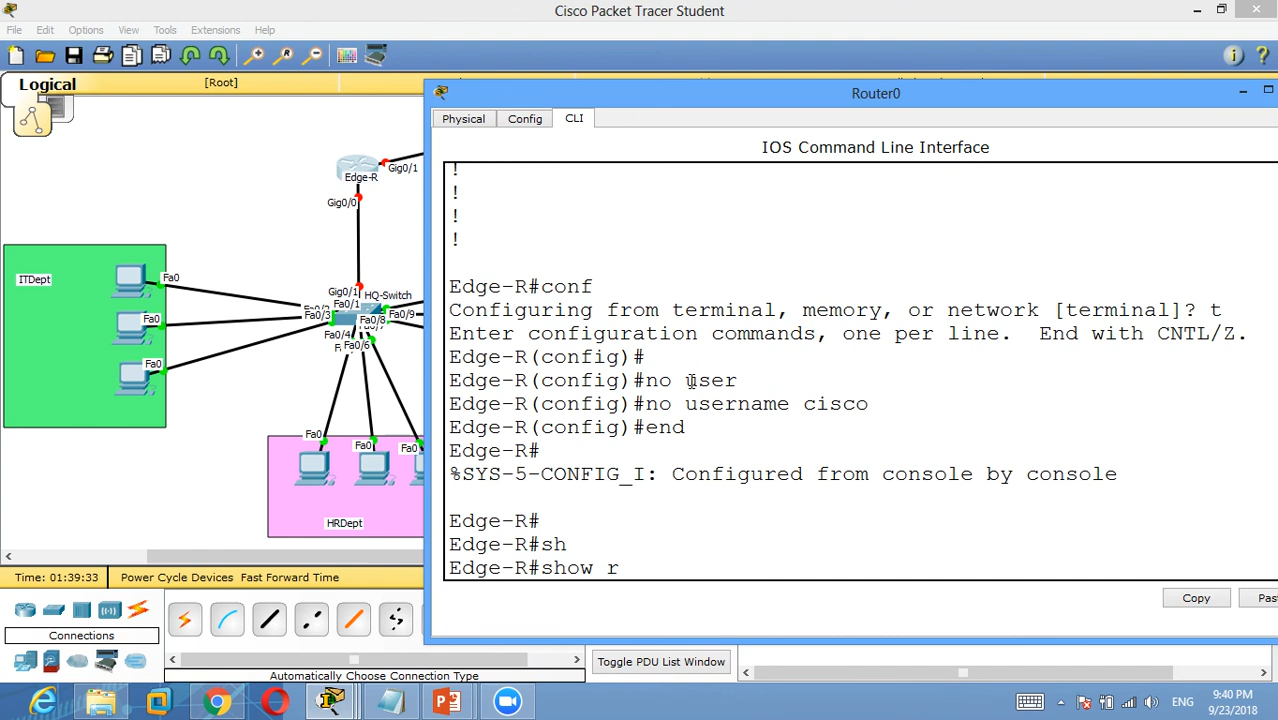 Cisco Packet Tracer Student
File Edit Options View Tools Extensions Help
Logical
[Root]
Router0
Physical Config CLI
IOS Command Line Interface
!
!
!
!
Edge-R#conf
Configuring from terminal, memory, or network [terminal]? t
Enter configuration commands, one per line.  End with CNTL/Z.
Edge-R(config)#
Edge-R(config)#no user
Edge-R(config)#no username cisco
Edge-R(config)#end
Edge-R#
%SYS-5-CONFIG_I: Configured from console by console
Edge-R#
Edge-R#sh
Edge-R#show r
Copy
Gig0/1
Edge-R
Gig0/0
ITDept
Fa0
Fa0
Fa0
Gig0/1
HQ-Switch
Fa0/1
Fa0/3
Fa0/8
Fa0/9
Fa0/4
Fa0/6
Fa0
Fa0
Fa0
HRDept
Time: 01:39:33 Power Cycle Devices Fast Forward Time
Connections
Automatically Choose Connection Type
Toggle PDU List Window
ENG
9:40 PM
9/23/2018